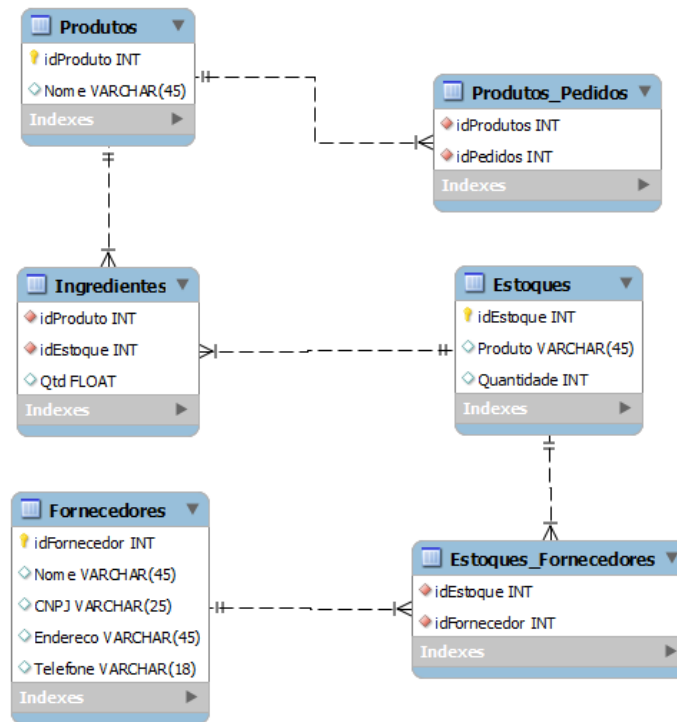 Produtos
idProduto INT
Nome VARCHAR(45)
Indexes
Produtos_Pedidos
idProdutos INT
idPedidos INT
Indexes
Ingredientes
idProduto INT
idEstoque INT
Qtd FLOAT
Indexes
Estoques
idEstoque INT
Produto VARCHAR(45)
Quantidade INT
Indexes
Fornecedores
idFornecedor INT
Nome VARCHAR(45)
CNPJ VARCHAR(25)
Endereco VARCHAR(45)
Telefone VARCHAR(18)
Indexes
Estoques_Fornecedores
idEstoque INT
idFornecedor INT
Indexes